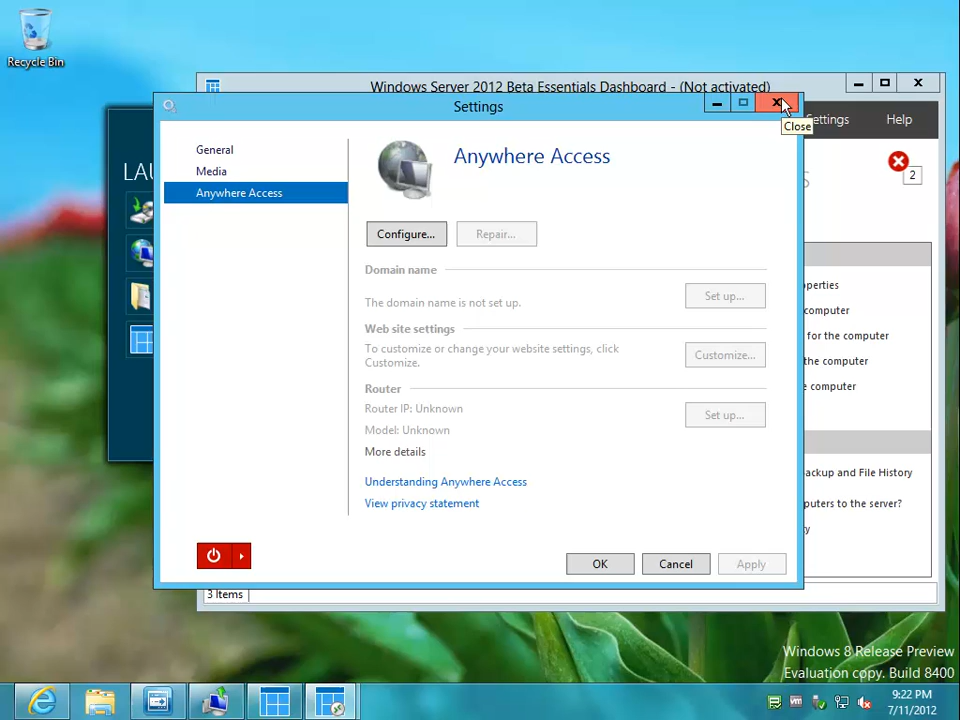 Recycle Bin
Windows Server 2012 Beta Essentials Dashboard - (Not activated)
Settings
Close
Settings
Help
2
LAU
General
Media
Anywhere Access
Anywhere Access
Configure...
Repair...
Domain name
The domain name is not set up.
Set up...
Web site settings
To customize or change your website settings, click
Customize.
Customize...
Router
Router IP: Unknown
Model: Unknown
Set up...
More details
Understanding Anywhere Access
View privacy statement
OK
Cancel
Apply
operties
computer
for the computer
the computer
e computer
ackup and File History
puters to the server?
3 Items
Windows 8 Release Preview
Evaluation copy. Build 8400
9:22 PM
7/11/2012